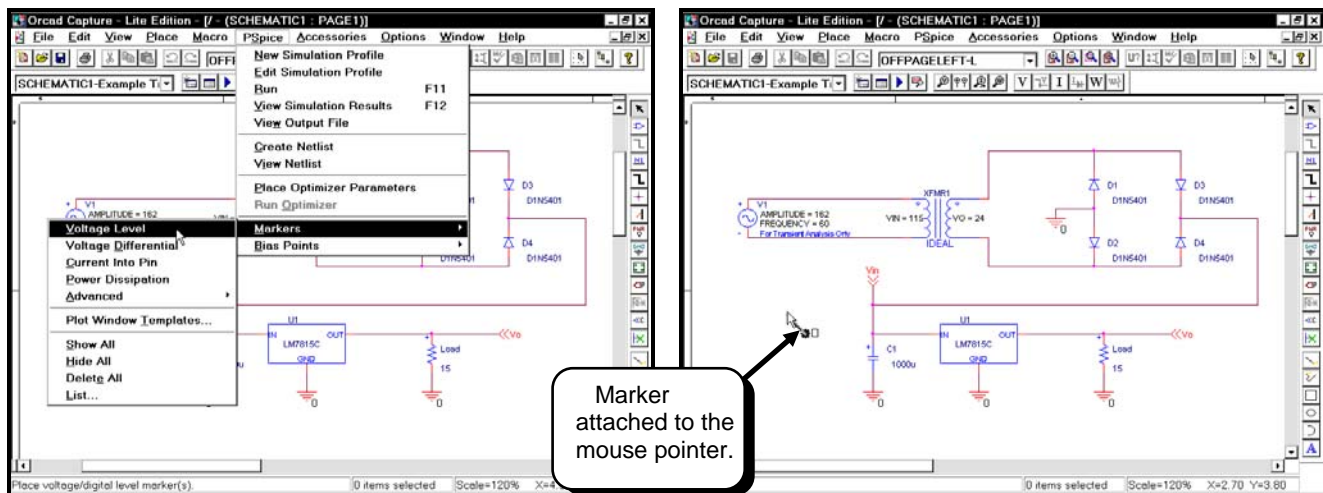 Orcad Capture - Lite Edition - [/ - (SCHEMATIC1 : PAGE1)]
File Edit View Place Macro PSpice Accessories Options Window Help
SCHEMATIC1-Example T
New Simulation Profile
Edit Simulation Profile
Run F11
View Simulation Results F12
View Output File
Create Netlist
View Netlist
Place Optimizer Parameters
Run Optimizer
Markers
Bias Points
Voltage Level
Voltage Differential
Current Into Pin
Power Dissipation
Advanced
Plot Window Templates...
Show All
Hide All
Delete All
List...
V1
AMPLITUDE = 162
D3
D1N5401
D4
D1N5401
D1N5401
U1
IN OUT
LM7815C
GND
Vo
Load
15
0
0
Place voltage/digital level marker(s).
0 items selected Scale=120%
Orcad Capture - Lite Edition - [/ - (SCHEMATIC1 : PAGE1)]
File Edit View Place Macro PSpice Accessories Options Window Help
OFFPAGELEFT-L
SCHEMATIC1-Example T
V I W
V1
AMPLITUDE = 162
FREQUENCY = 60
For Transient Analysis Only
XFMR1
VIN = 115
VO = 24
IDEAL
D1
D1N5401
D3
D1N5401
0
D2
D1N5401
D4
D1N5401
Vin
U1
IN OUT
LM7815C
GND
Vo
C1
1000u
Load
15
0
0
0
Marker
attached to the
mouse pointer.
0 items selected Scale=120% X=2.70 Y=3.80